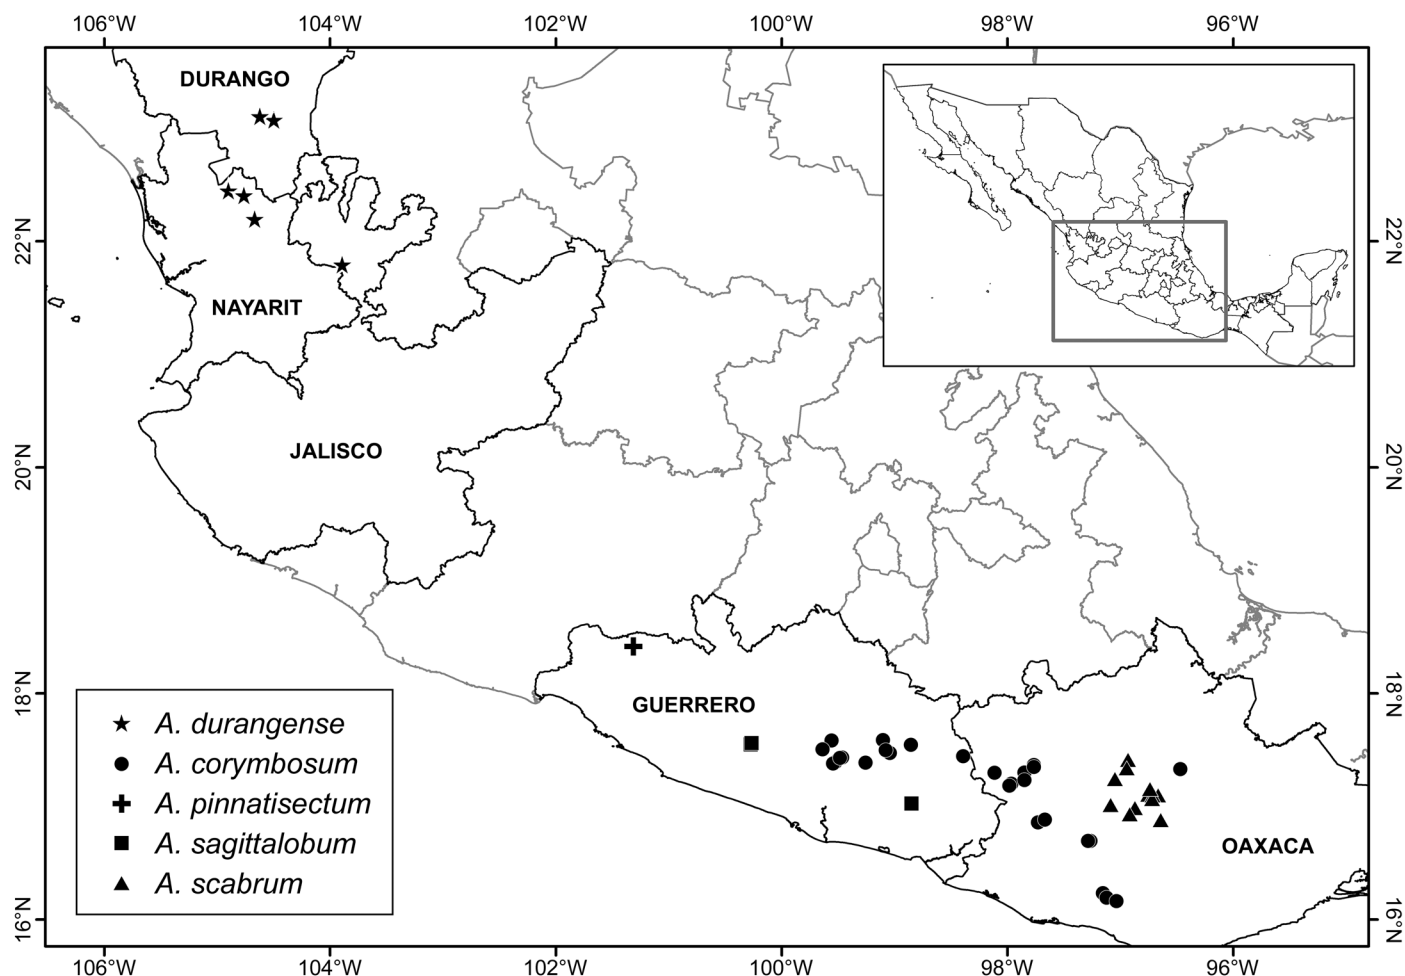 106°W 104°W 102°W 100°W 98°W 96°W
DURANGO
22°N 22°N
NAYARIT
JALISCO
20°N 20°N
18°N 18°N
GUERRERO
A. durangense
A. corymbosum
A. pinnatisectum
A. sagittalobum
OAXACA
A. scabrum
16°N 16°N
106°W 104°W 102°W 100°W 98°W 96°W